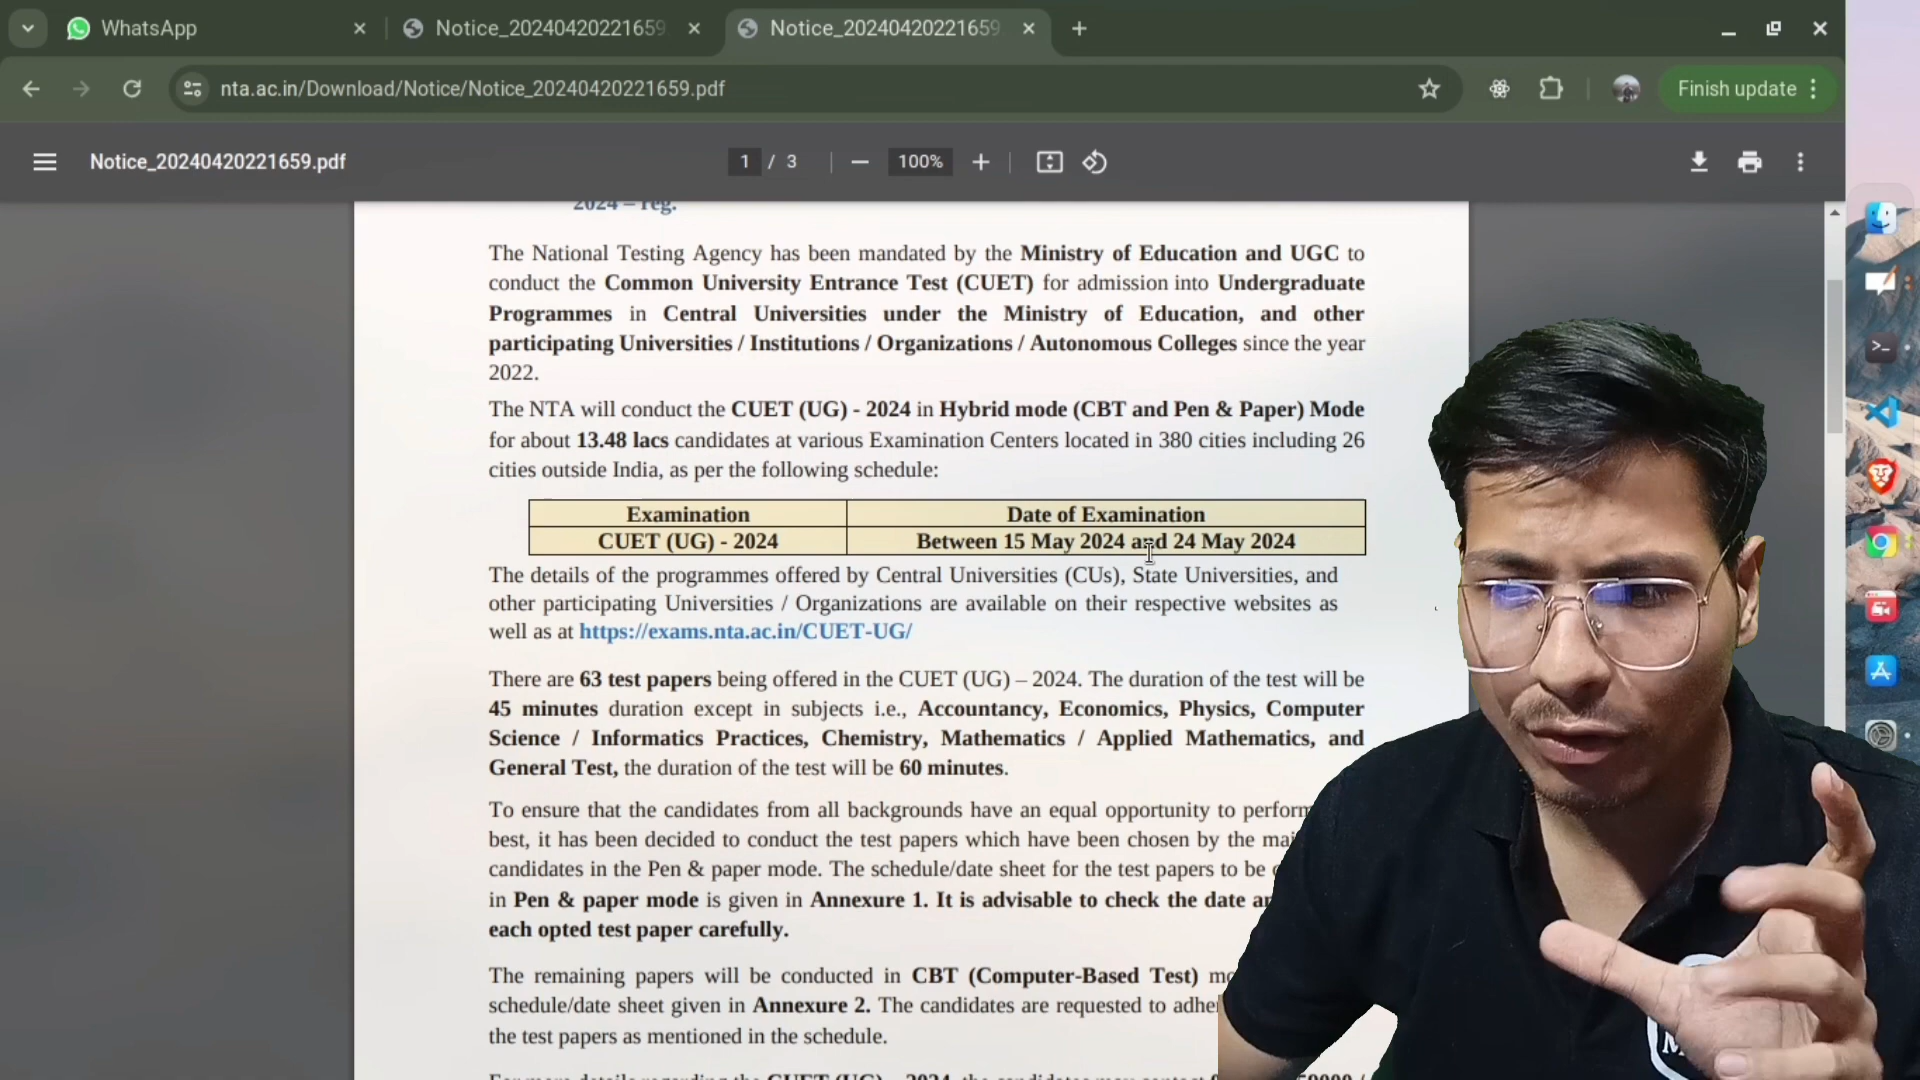 WhatsApp
Notice_20240420221659
Notice_20240420221659
nta.ac.in/Download/Notice/Notice_20240420221659.pdf
Finish update
Notice_20240420221659.pdf
1 / 3
100%
2024 – reg.
The National Testing Agency has been mandated by the Ministry of Education and UGC to
conduct the Common University Entrance Test (CUET) for admission into Undergraduate
Programmes in Central Universities under the Ministry of Education, and other
participating Universities / Institutions / Organizations / Autonomous Colleges since the year
2022.
The NTA will conduct the CUET (UG) - 2024 in Hybrid mode (CBT and Pen & Paper) Mode
for about 13.48 lacs candidates at various Examination Centers located in 380 cities including 26
cities outside India, as per the following schedule:
Examination Date of Examination
CUET (UG) - 2024 Between 15 May 2024 and 24 May 2024
The details of the programmes offered by Central Universities (CUs), State Universities, and
other participating Universities / Organizations are available on their respective websites as
well as at https://exams.nta.ac.in/CUET-UG/
There are 63 test papers being offered in the CUET (UG) – 2024. The duration of the test will be
45 minutes duration except in subjects i.e., Accountancy, Economics, Physics, Computer
Science / Informatics Practices, Chemistry, Mathematics / Applied Mathematics, and
General Test, the duration of the test will be 60 minutes.
To ensure that the candidates from all backgrounds have an equal opportunity to perform
best, it has been decided to conduct the test papers which have been chosen by the
candidates in the Pen & paper mode. The schedule/date sheet for the test papers to be
in Pen & paper mode is given in Annexure 1. It is advisable to check the date
each opted test paper carefully.
The remaining papers will be conducted in CBT (Computer-Based Test)
schedule/date sheet given in Annexure 2. The candidates are requested to
the test papers as mentioned in the schedule.
For more details regarding the CUET (UG) – 2024, the candidates may contact